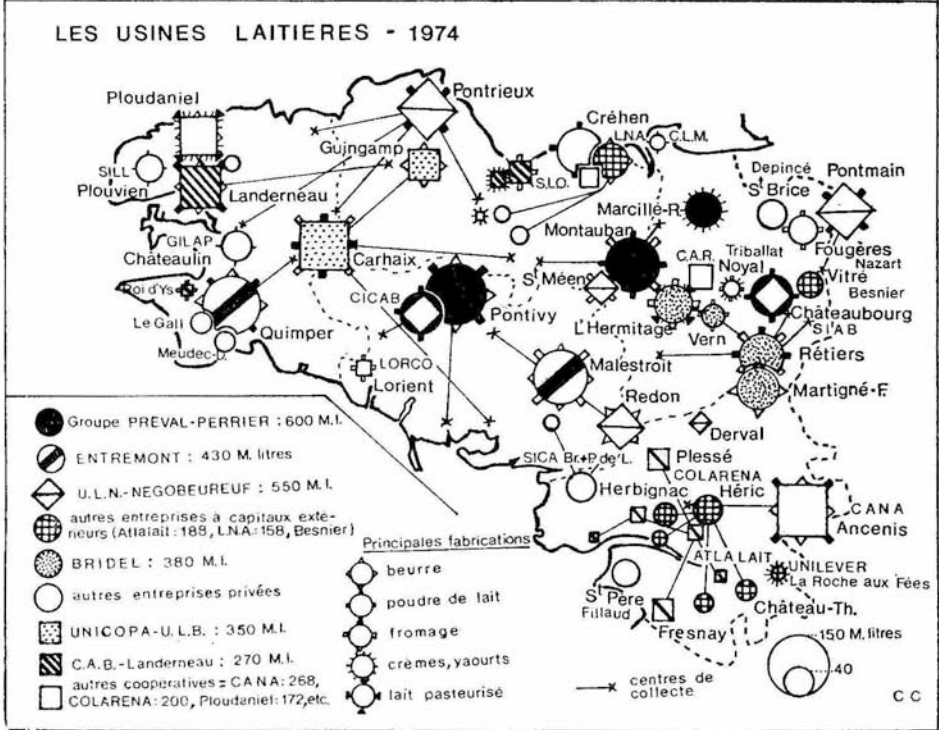 LES USINES LAITIERES - 1974
Ploudaniel
Pontrieux
Créhen
L.N.A.
C.L.M.
Guingamp
SILL
Plouvien
Landerneau
S.I.O.
Depincé
St Brice
Pontmain
Marcillé-R
Montauban
GILAP
Châteaulin
Carhaix
St Méen
C.A.R.
Triballat
Noyal
Fougères
Nazart
Vitré
Besnier
Roi d'Ys
CICAB
Pontivy
Châteaubourg
SIAB
Le Gall
Quimper
L'Hermitage
Vern
Meudec-D.
LORCO
Lorient
Malestroit
Rétiers
Martigné-F.
Redon
Derval
Groupe PREVAL-PERRIER : 600 M.l.
ENTREMONT : 430 M. litres
U.L.N.-NEGOBEUREUF : 550 M.l.
autres entreprises à capitaux exté-
rieurs (Atlalait : 188, L.N.A : 158, Besnier)
BRIDEL : 380 M.l.
autres entreprises privées
UNICOPA-U.L.B. : 350 M.l.
C.A.B.-Landerneau : 270 M.l.
autres coopératives = CANA : 268,
COLARENA : 200, Ploudaniel : 172, etc.
Principales fabrications
beurre
poudre de lait
fromage
crèmes, yaourts
lait pasteurisé
SICA Br.+P. de L.
Plessé
COLARENA
Herbignac
Héric
CANA
Ancenis
ATLALAIT
UNILEVER
La Roche aux Fées
St Père
Fillaud
Fresnay
Château-Th.
150 M. litres
40
centres de
collecte
C C